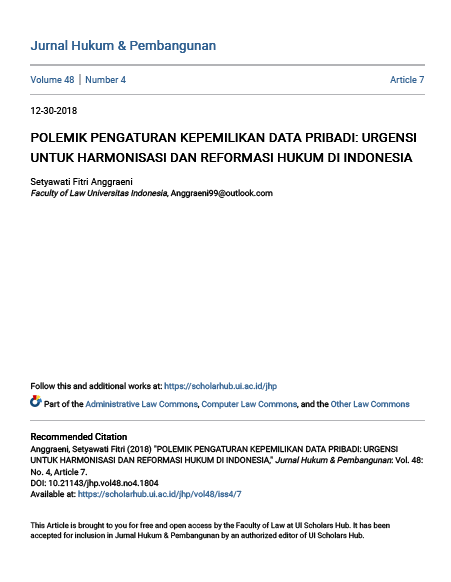 Jurnal Hukum & Pembangunan
Volume 48 | Number 4 Article 7
12-30-2018
POLEMIK PENGATURAN KEPEMILIKAN DATA PRIBADI: URGENSI
UNTUK HARMONISASI DAN REFORMASI HUKUM DI INDONESIA
Setyawati Fitri Anggraeni
Faculty of Law Universitas Indonesia, Anggraeni99@outlook.com
Follow this and additional works at: https://scholarhub.ui.ac.id/jhp
Part of the Administrative Law Commons, Computer Law Commons, and the Other Law Commons
Recommended Citation
Anggraeni, Setyawati Fitri (2018) "POLEMIK PENGATURAN KEPEMILIKAN DATA PRIBADI: URGENSI
UNTUK HARMONISASI DAN REFORMASI HUKUM DI INDONESIA," Jurnal Hukum & Pembangunan: Vol. 48:
No. 4, Article 7.
DOI: 10.21143/jhp.vol48.no4.1804
Available at: https://scholarhub.ui.ac.id/jhp/vol48/iss4/7
This Article is brought to you for free and open access by the Faculty of Law at UI Scholars Hub. It has been
accepted for inclusion in Jurnal Hukum & Pembangunan by an authorized editor of UI Scholars Hub.